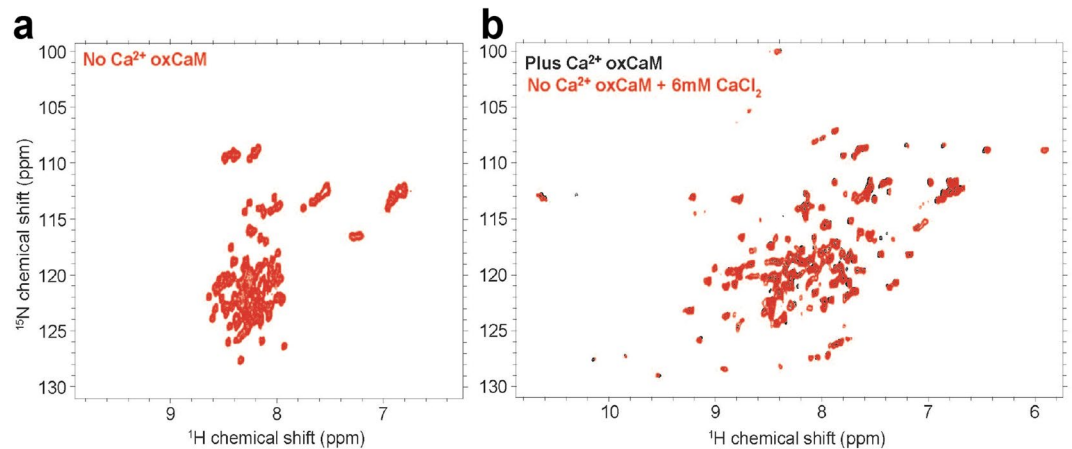 a
No Ca²⁺ oxCaM
100
105
110
115
120
125
130
¹⁵N chemical shift (ppm)
9
8
7
¹H chemical shift (ppm)
b
Plus Ca²⁺ oxCaM
No Ca²⁺ oxCaM + 6mM CaCl₂
100
105
110
115
120
125
130
10
9
8
7
6
¹H chemical shift (ppm)